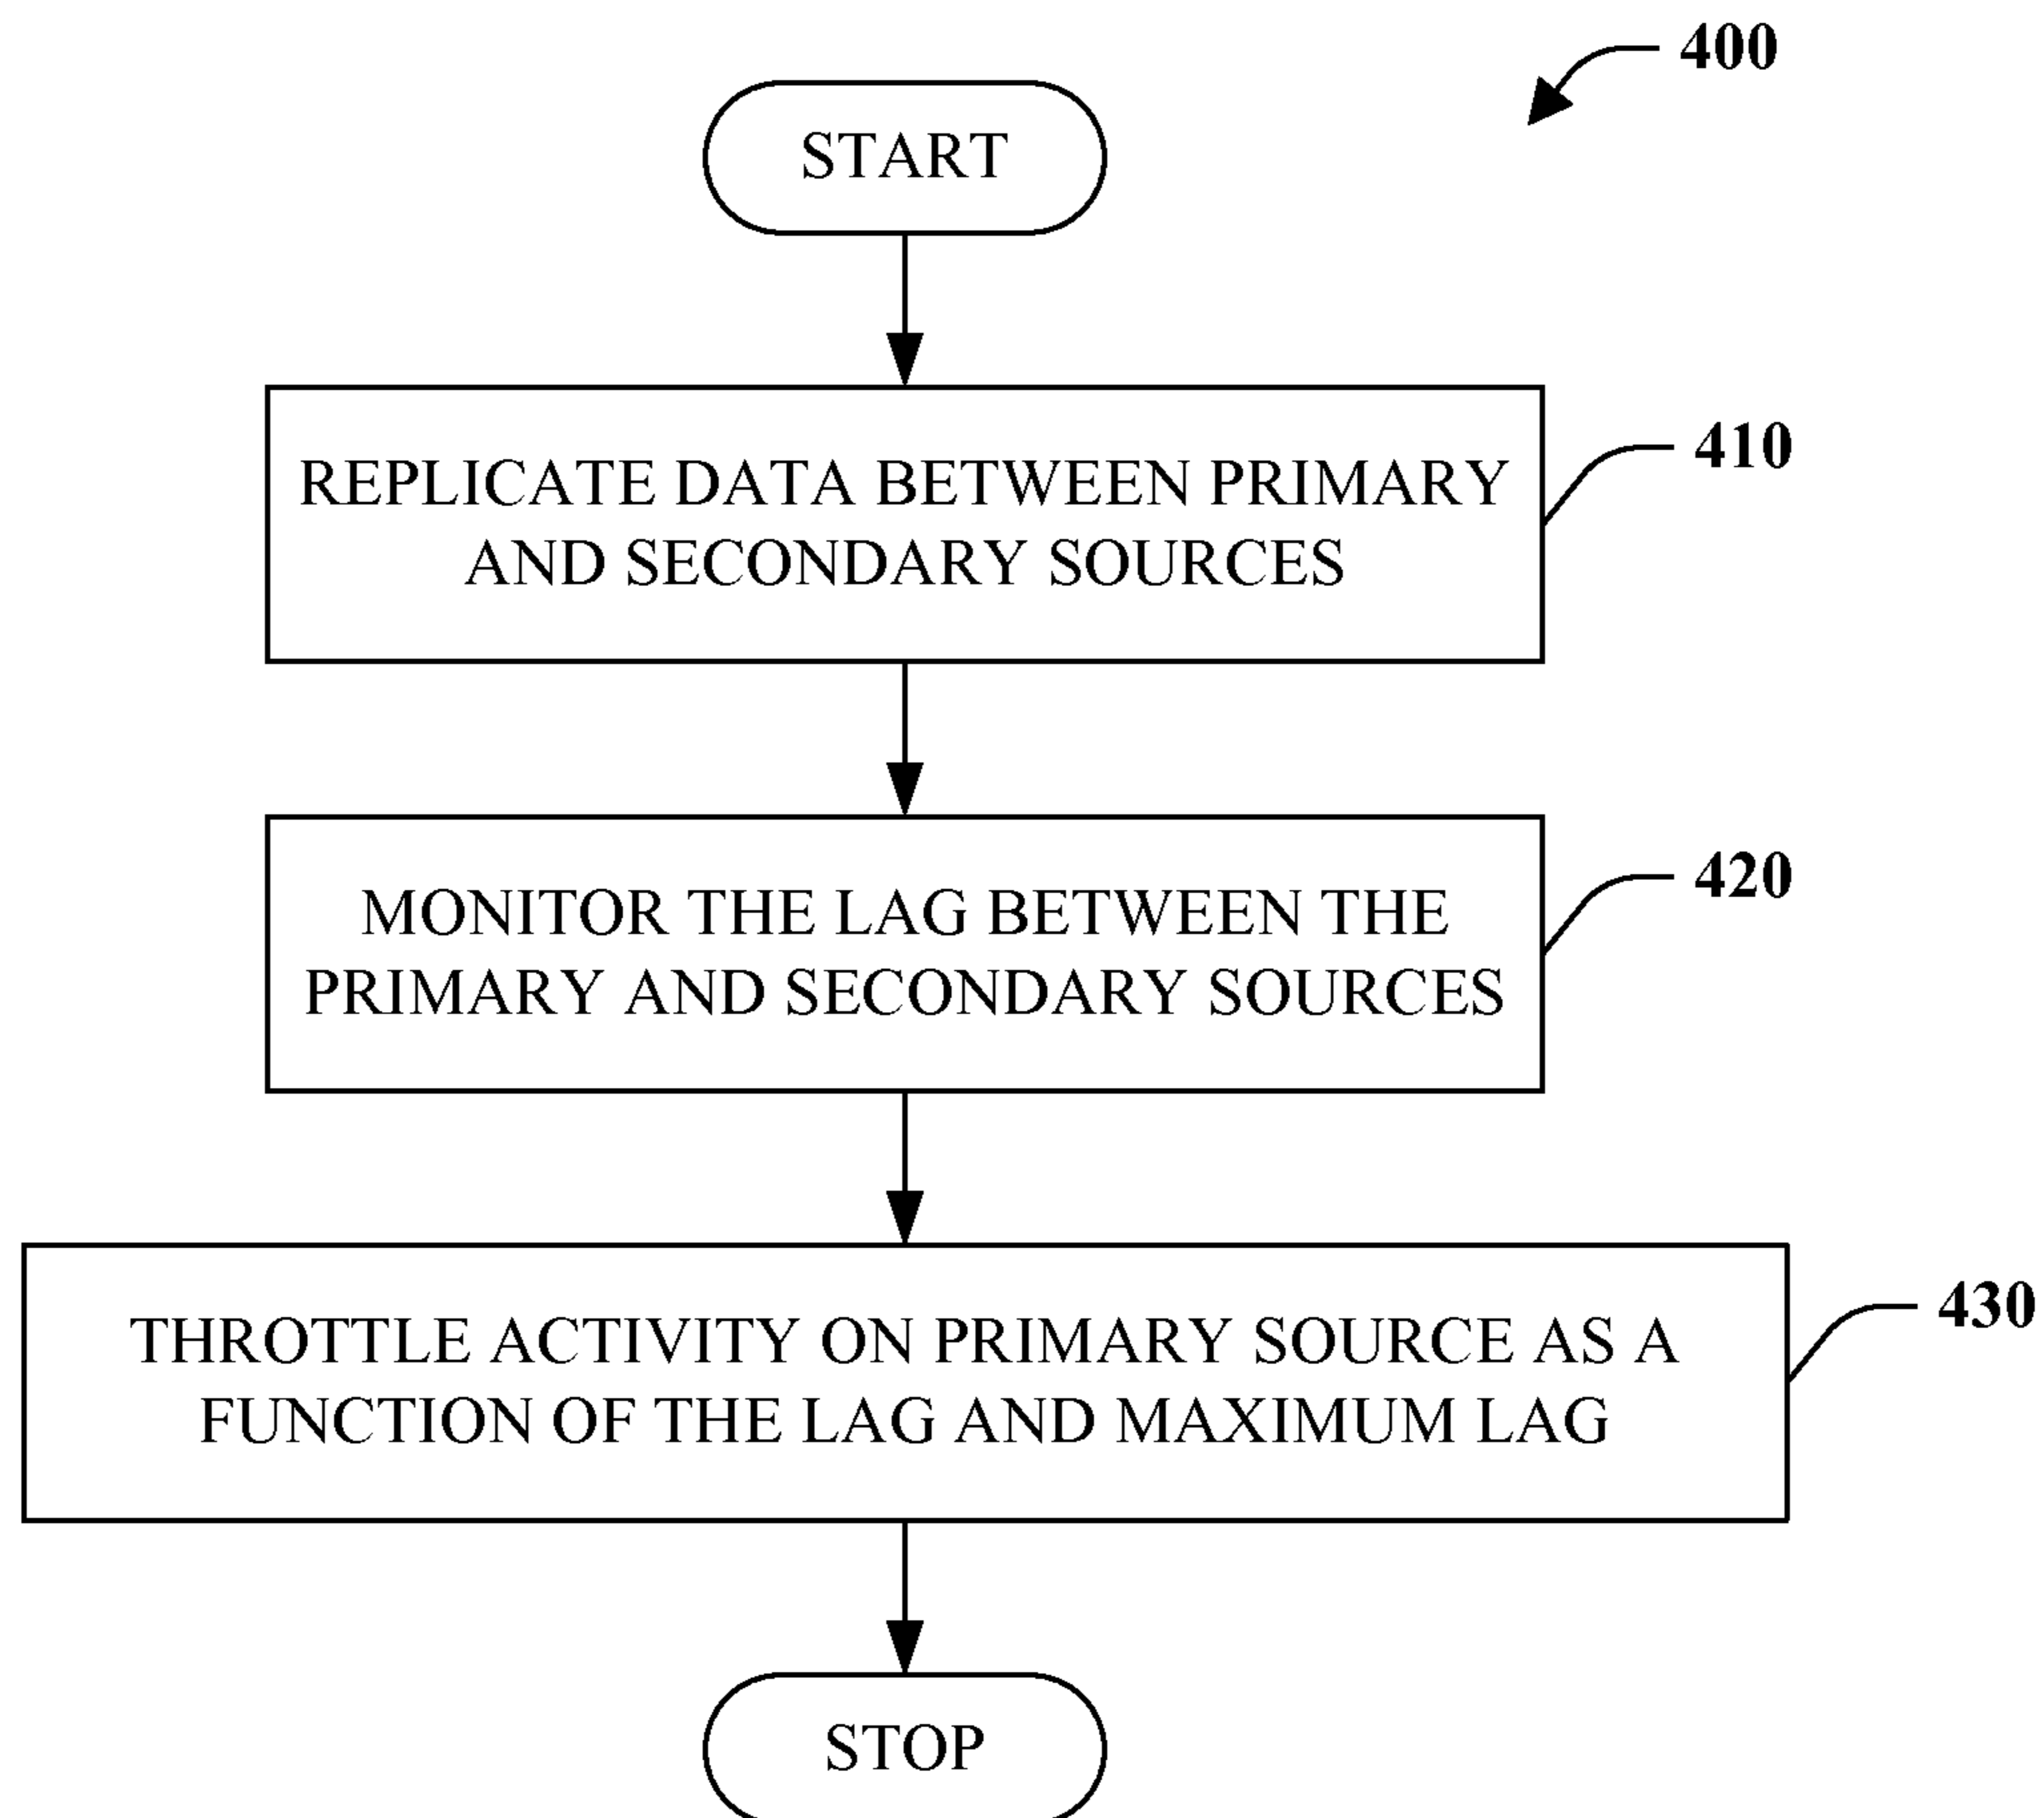 400
START
REPLICATE DATA BETWEEN PRIMARY
AND SECONDARY SOURCES
410
MONITOR THE LAG BETWEEN THE
PRIMARY AND SECONDARY SOURCES
420
THROTTLE ACTIVITY ON PRIMARY SOURCE AS A
FUNCTION OF THE LAG AND MAXIMUM LAG
430
STOP